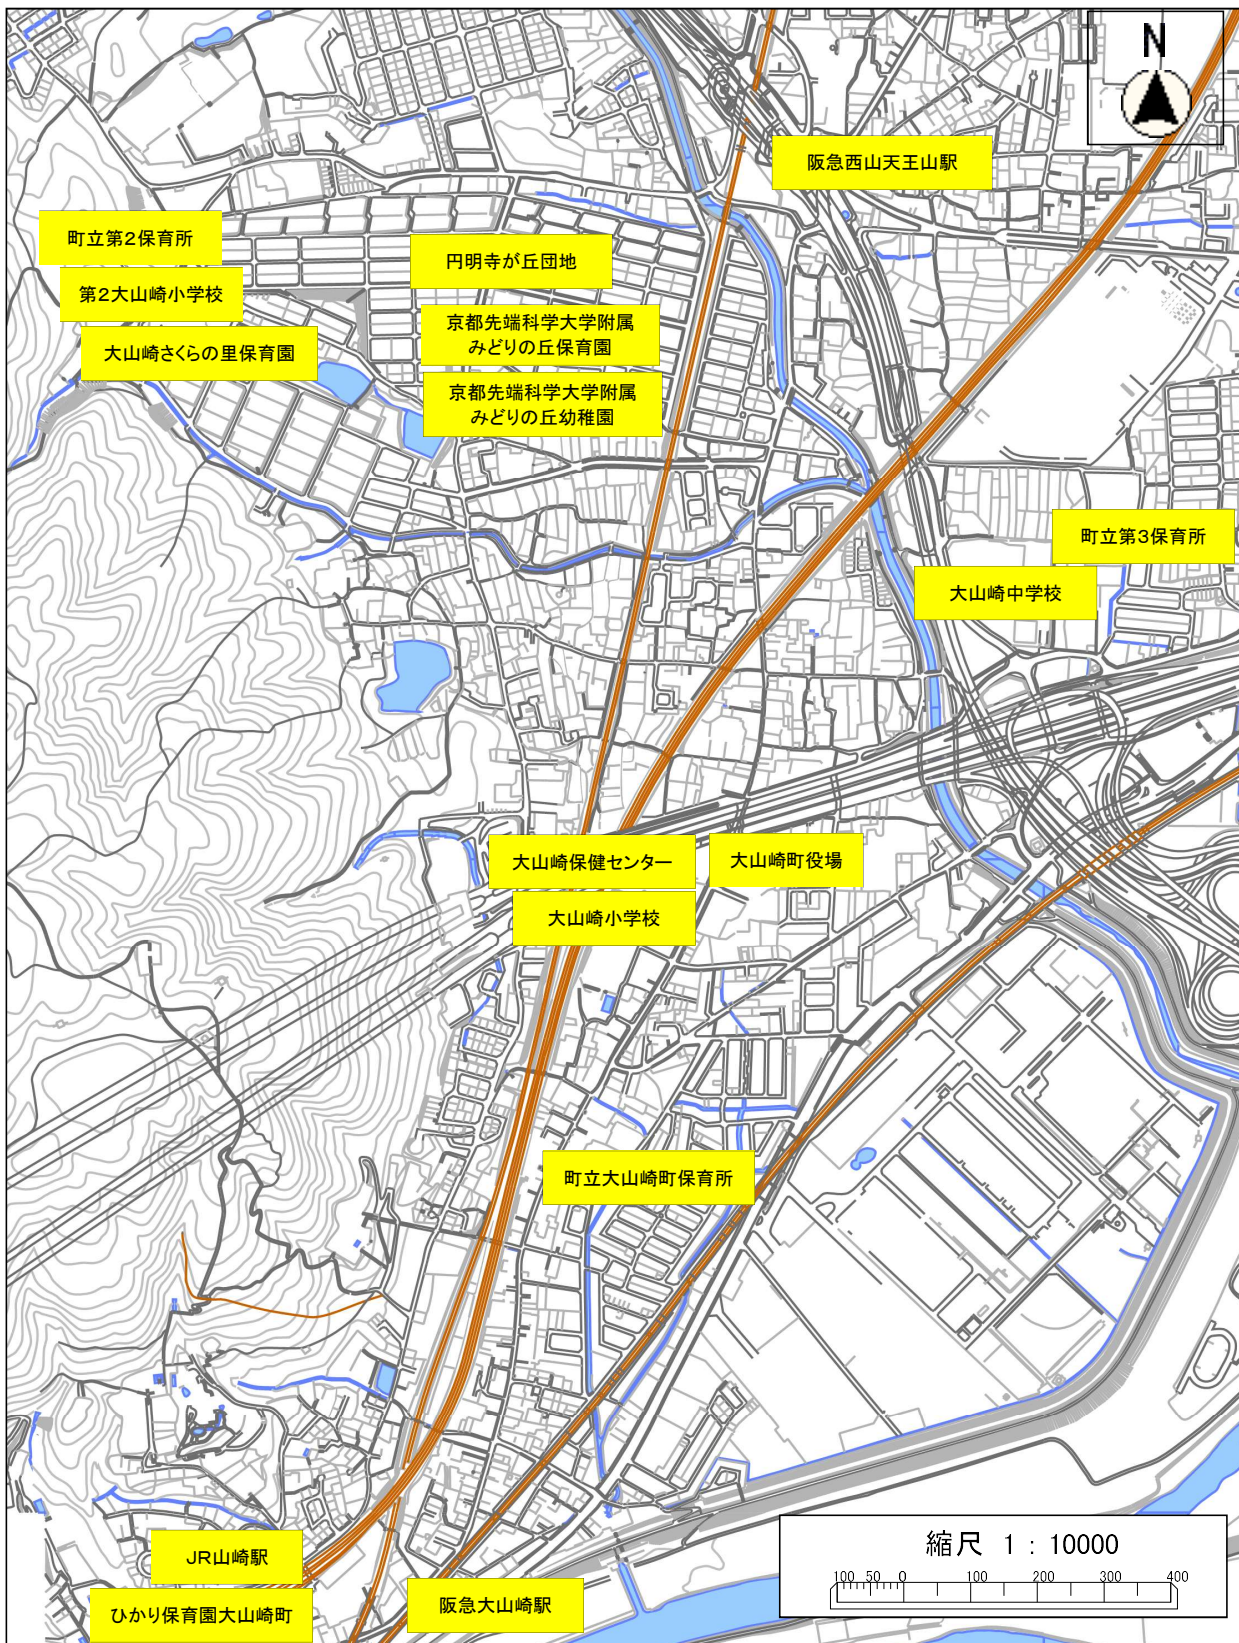 N
阪急西山天王山駅
町立第2保育所
円明寺が丘団地
第2大山崎小学校
京都先端科学大学附属
みどりの丘保育園
大山崎さくらの里保育園
京都先端科学大学附属
みどりの丘幼稚園
町立第3保育所
大山崎中学校
大山崎保健センター
大山崎町役場
大山崎小学校
町立大山崎町保育所
JR山崎駅
ひかり保育園大山崎町
阪急大山崎駅
縮尺 1 : 10000
100 50 0 100 200 300 400